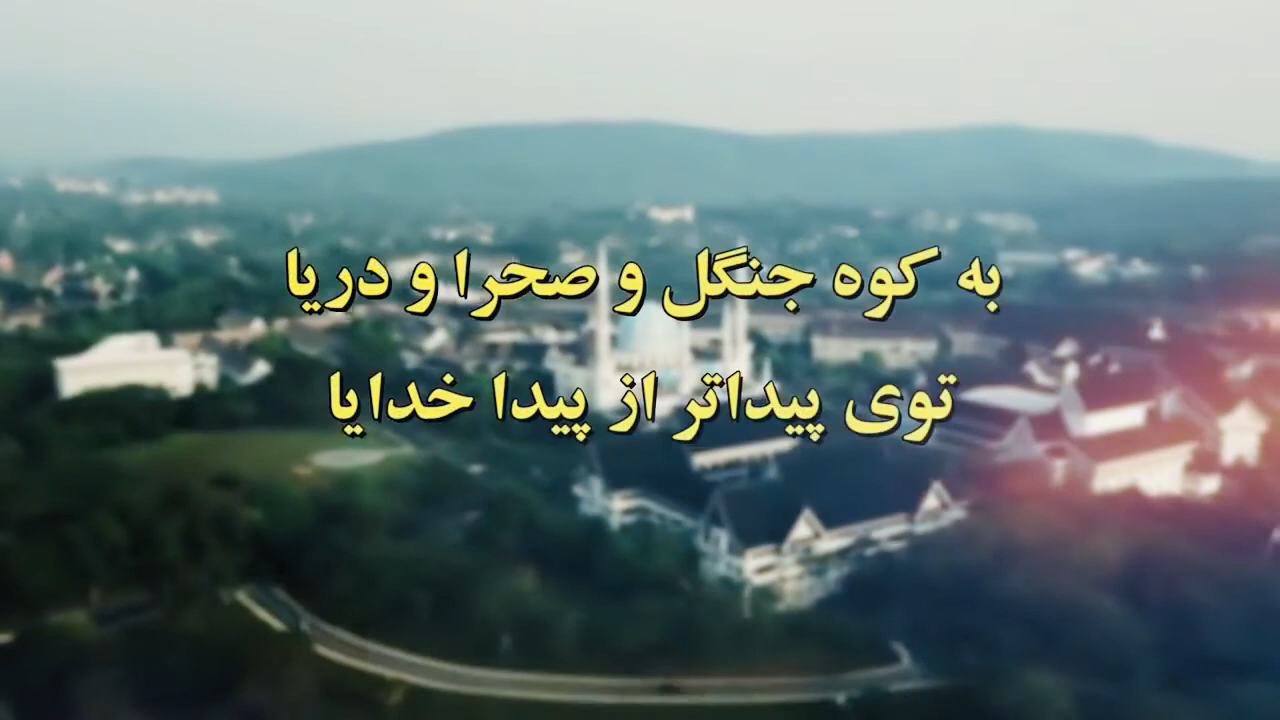 به کوه جنگل و صحرا و دریا
توی پیداتر از پیدا خدایا